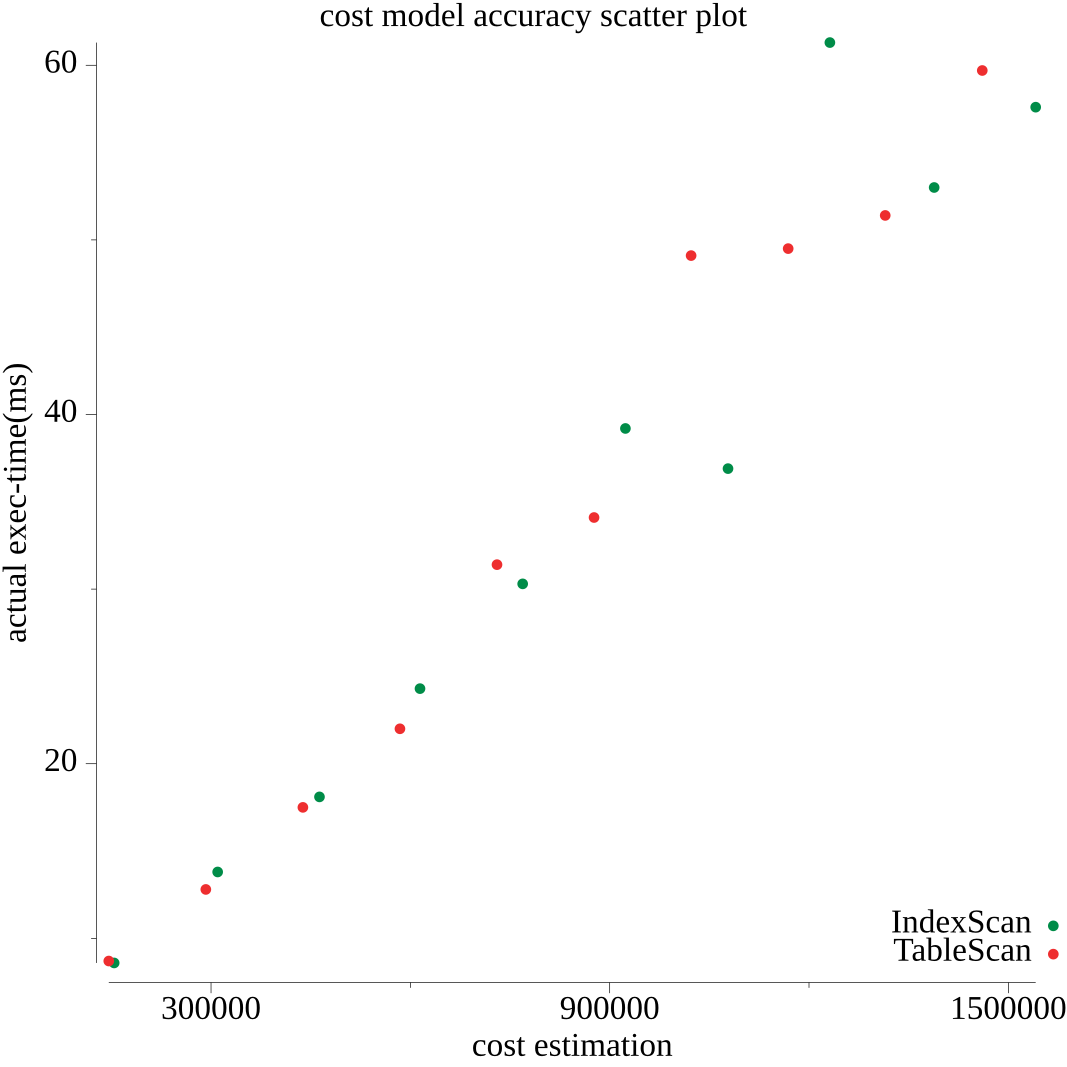 cost model accuracy scatter plot
60
40
20
actual exec-time(ms)
IndexScan
TableScan
300000 900000 1500000
cost estimation